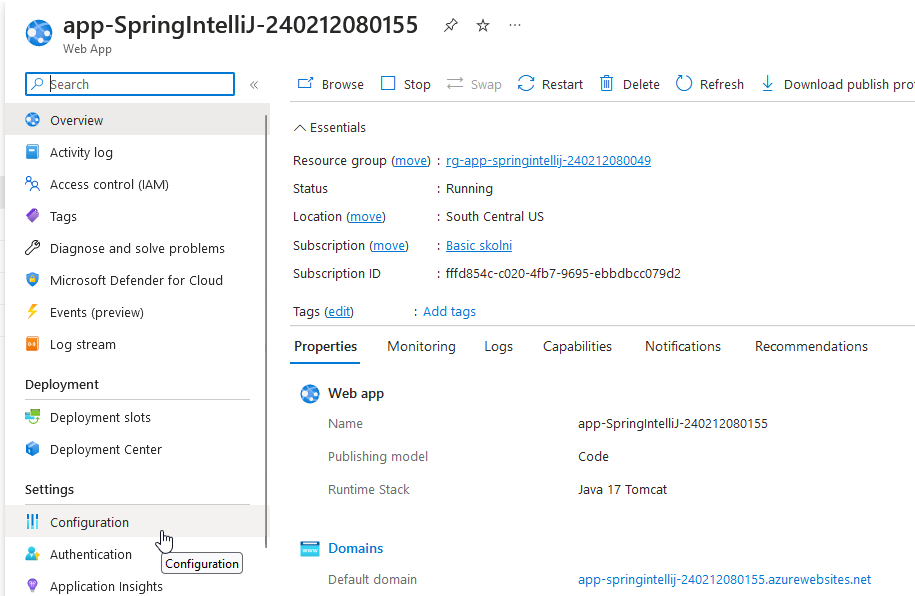 app-SpringIntelliJ-240212080155
Web App
Search
«
Browse Stop Swap Restart Delete Refresh Download publish pro
Overview
Activity log
Access control (IAM)
Tags
Diagnose and solve problems
Microsoft Defender for Cloud
Events (preview)
Log stream
Deployment
Deployment slots
Deployment Center
Settings
Configuration
Authentication
Configuration
Application Insights
Essentials
Resource group (move) : rg-app-springintellij-240212080049
Status : Running
Location (move) : South Central US
Subscription (move) : Basic skolni
Subscription ID : fffd854c-c020-4fb7-9695-ebbdbcc079d2
Tags (edit) : Add tags
Properties Monitoring Logs Capabilities Notifications Recommendations
Web app
Name app-SpringIntelliJ-240212080155
Publishing model Code
Runtime Stack Java 17 Tomcat
Domains
Default domain app-springintellij-240212080155.azurewebsites.net